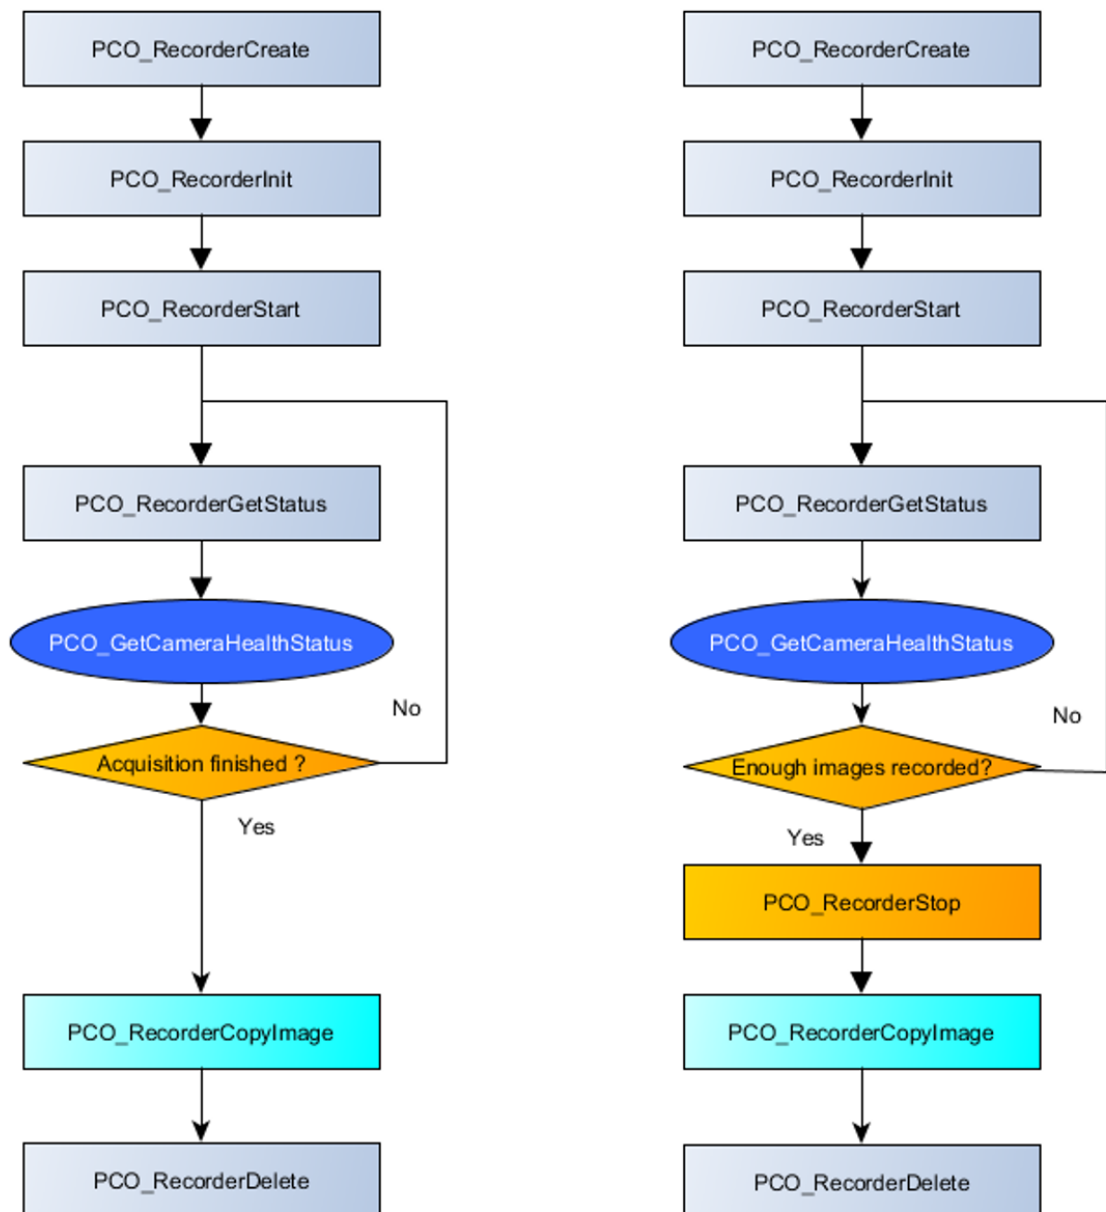 PCO_RecorderCreate
PCO_RecorderInit
PCO_RecorderStart
PCO_RecorderGetStatus
PCO_GetCameraHealthStatus
No
Acquisition finished ?
Yes
PCO_RecorderCopyImage
PCO_RecorderDelete
PCO_RecorderCreate
PCO_RecorderInit
PCO_RecorderStart
PCO_RecorderGetStatus
PCO_GetCameraHealthStatus
No
Enough images recorded?
Yes
PCO_RecorderStop
PCO_RecorderCopyImage
PCO_RecorderDelete